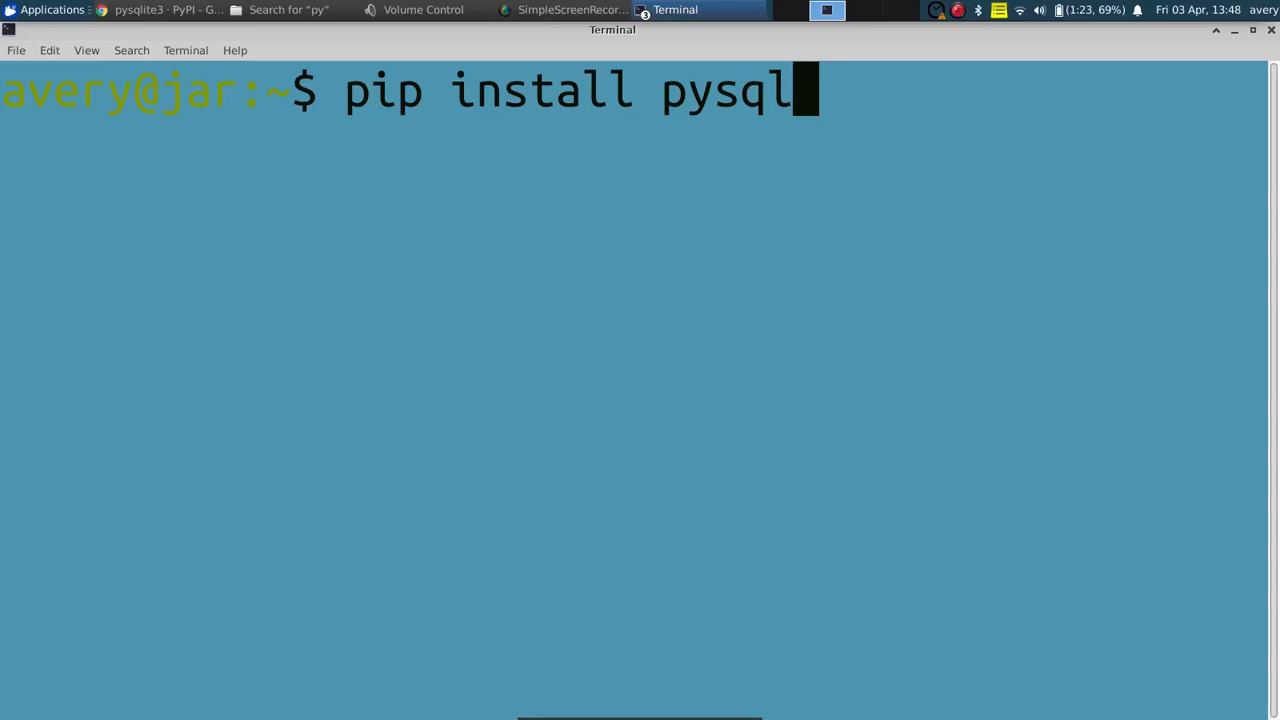 Applications pysqlite3 · PyPI - G... Search for “py” Volume Control SimpleScreenRecor... 3 Terminal (1:23, 69%) Fri 03 Apr, 13:48 avery
Terminal
File Edit View Search Terminal Help
avery@jar:~$ pip install pysql